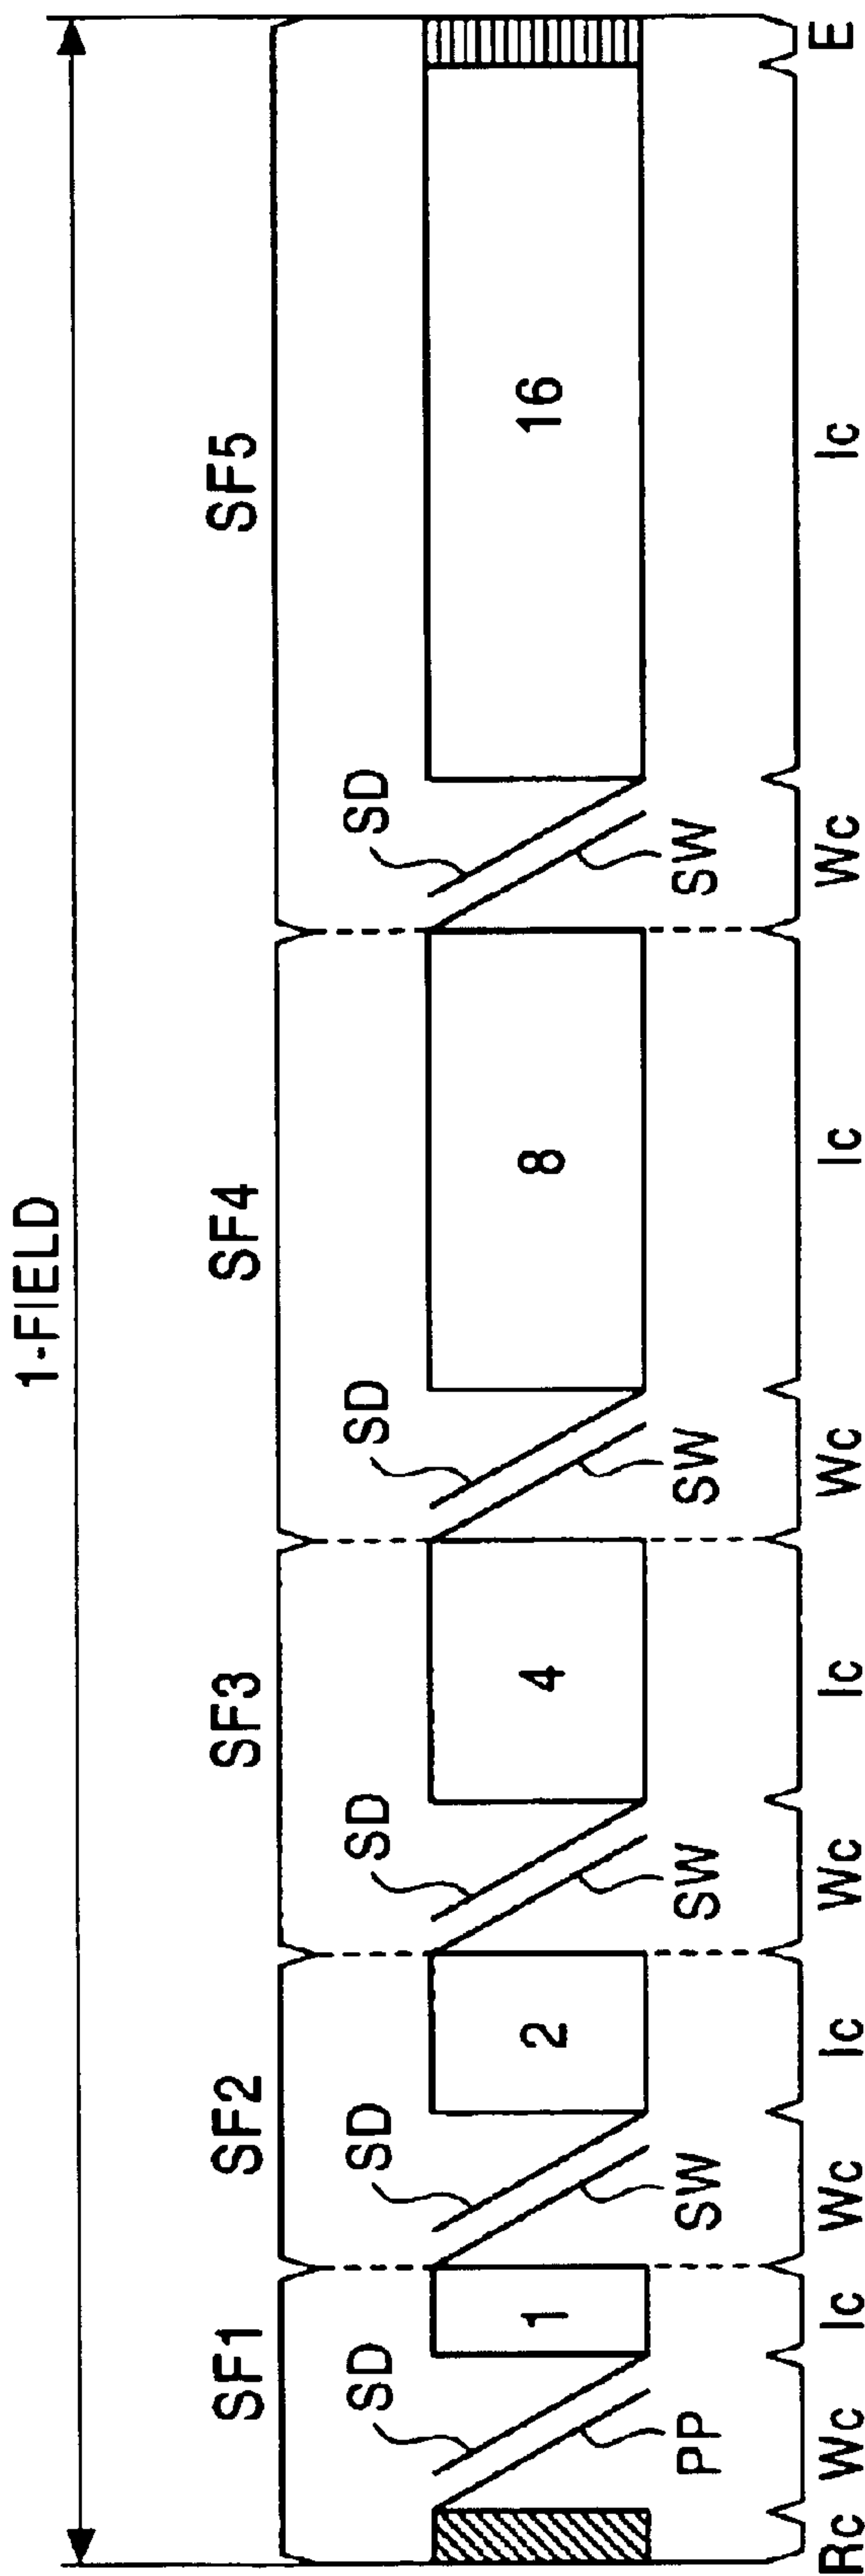 1-FIELD
SF1 SF2 SF3 SF4 SF5
SD SD SD SD SD
1 2 4 8 16
PP SW SW SW SW
Rc Wc Ic Wc Ic Wc Ic Wc Ic Wc Ic E